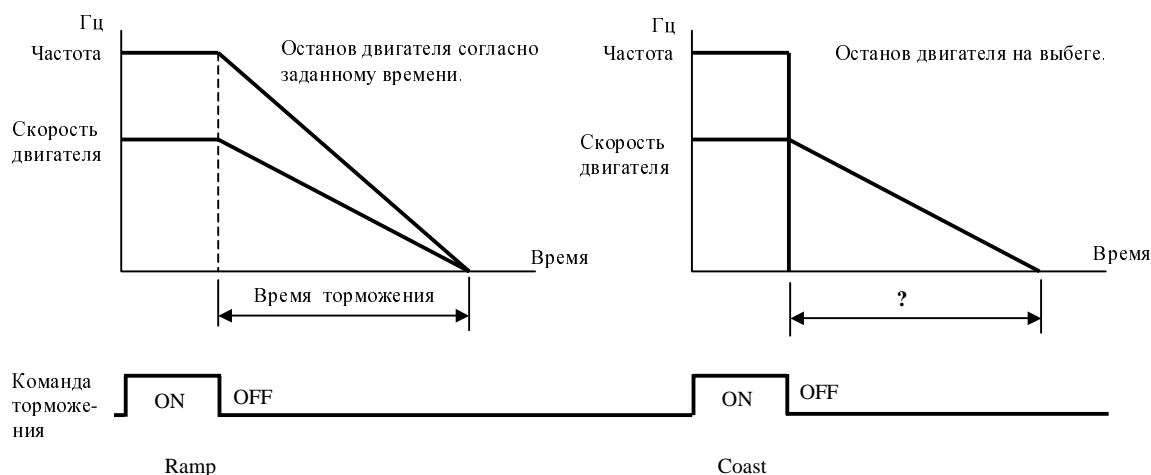 Гц
Частота
Останов двигателя согласно
заданному времени.
Скорость
двигателя
Время
Время торможения
Гц
Частота
Останов двигателя на выбеге.
Скорость
двигателя
Время
?
Команда
торможе-
ния
ON
OFF
ON
OFF
Ramp
Coast